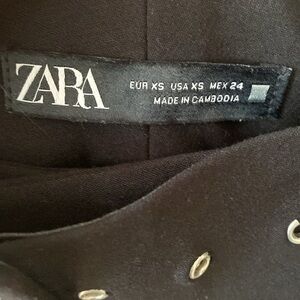 ZARA
EUR XS USA XS MEX 24
MADE IN CAMBODIA